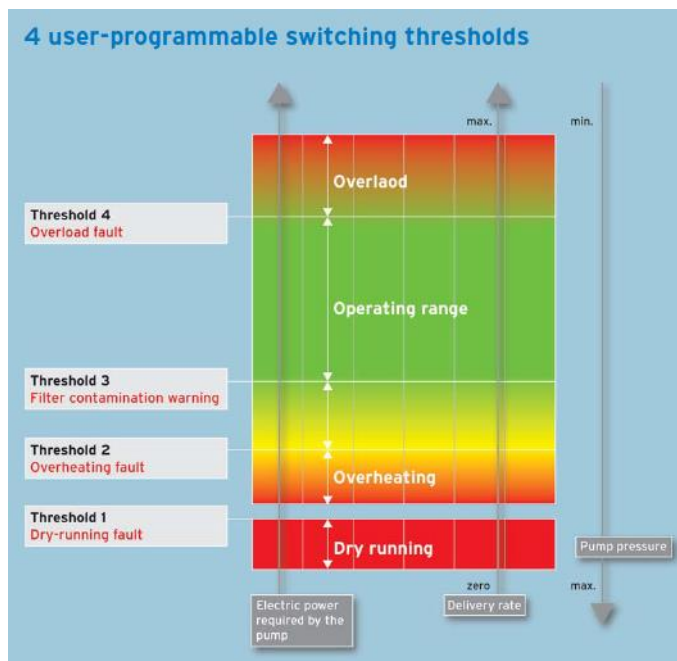 4 user-programmable switching thresholds
max.
min.
Overlaod
Threshold 4
Overload fault
Operating range
Threshold 3
Filter contamination warning
Threshold 2
Overheating fault
Overheating
Threshold 1
Dry-running fault
Dry running
Pump pressure
zero
max.
Electric power
required by the
pump
Delivery rate